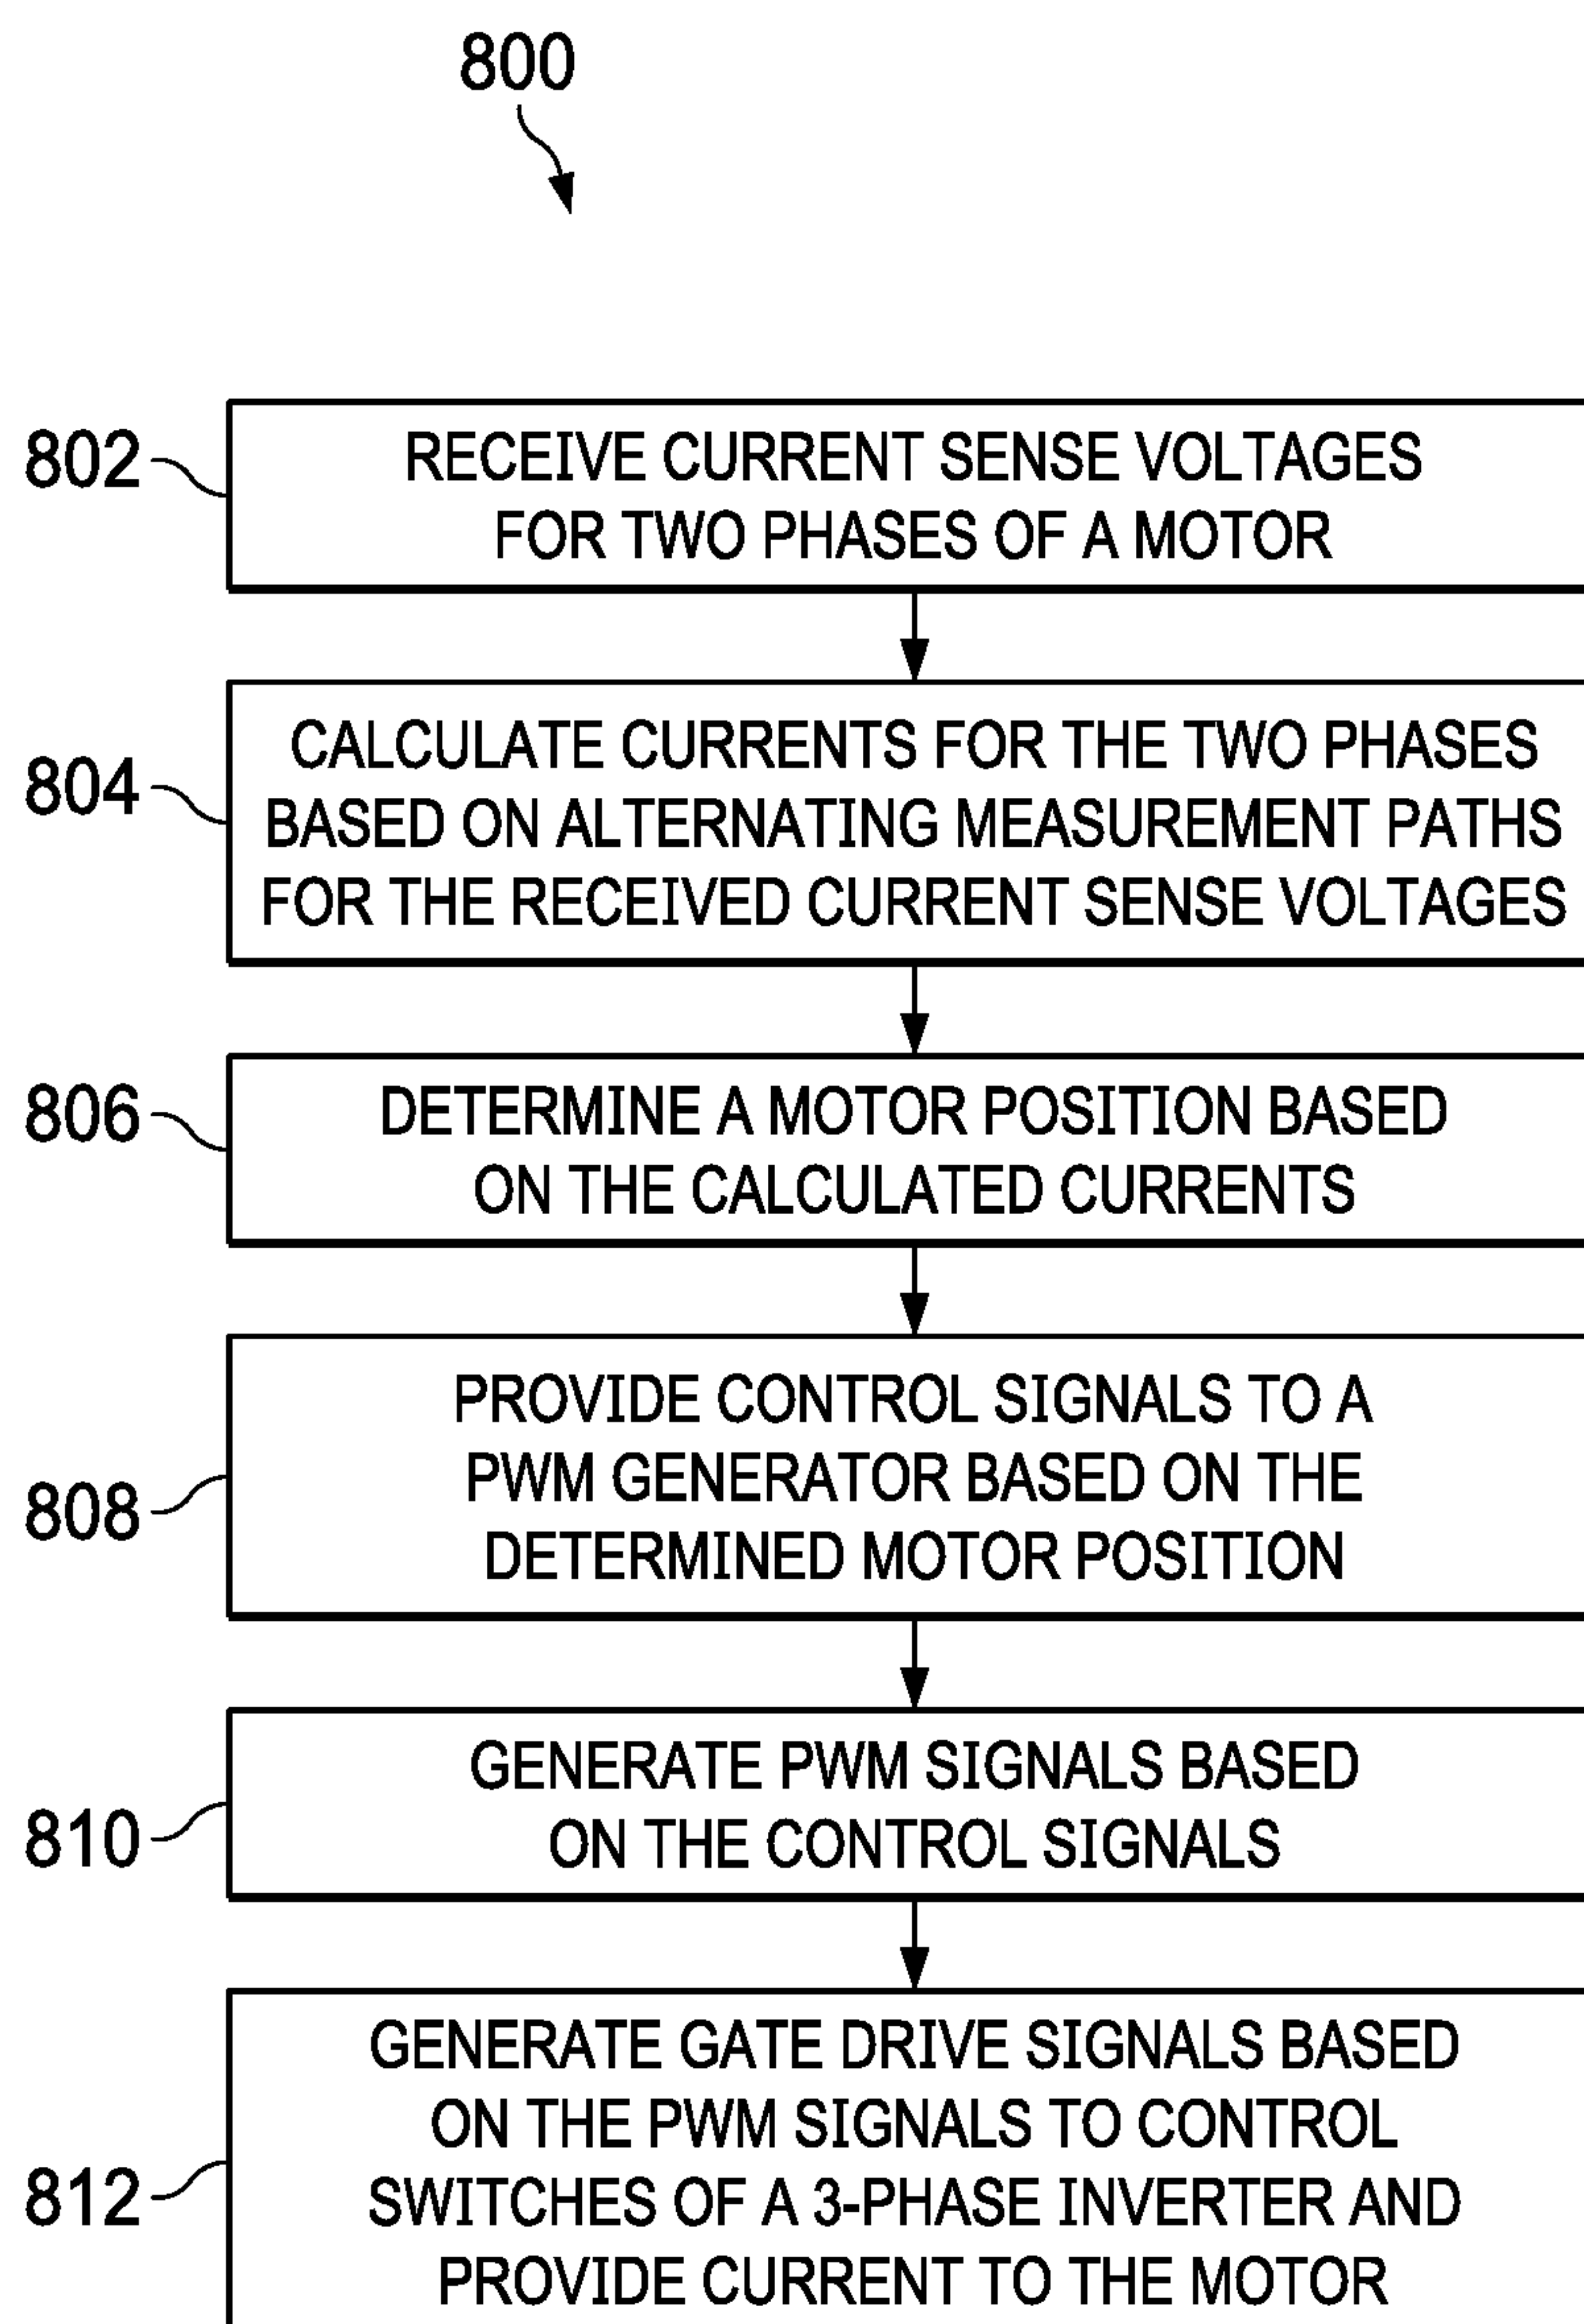 800
802
RECEIVE CURRENT SENSE VOLTAGES
FOR TWO PHASES OF A MOTOR
804
CALCULATE CURRENTS FOR THE TWO PHASES
BASED ON ALTERNATING MEASUREMENT PATHS
FOR THE RECEIVED CURRENT SENSE VOLTAGES
806
DETERMINE A MOTOR POSITION BASED
ON THE CALCULATED CURRENTS
808
PROVIDE CONTROL SIGNALS TO A
PWM GENERATOR BASED ON THE
DETERMINED MOTOR POSITION
810
GENERATE PWM SIGNALS BASED
ON THE CONTROL SIGNALS
812
GENERATE GATE DRIVE SIGNALS BASED
ON THE PWM SIGNALS TO CONTROL
SWITCHES OF A 3-PHASE INVERTER AND
PROVIDE CURRENT TO THE MOTOR